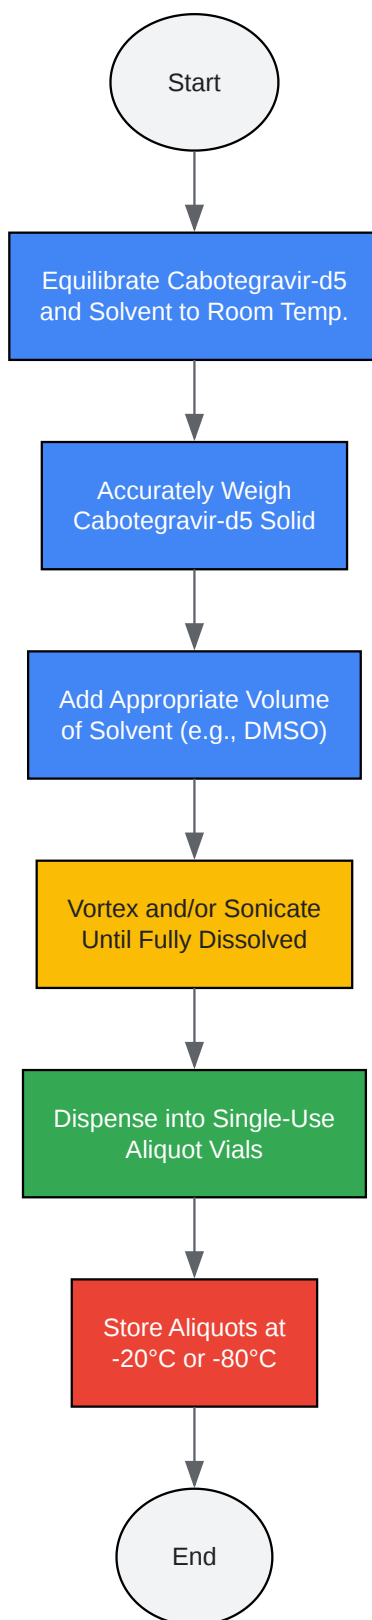 Start
Equilibrate Cabotegravir-d5
and Solvent to Room Temp.
Accurately Weigh
Cabotegravir-d5 Solid
Add Appropriate Volume
of Solvent (e.g., DMSO)
Vortex and/or Sonicate
Until Fully Dissolved
Dispense into Single-Use
Aliquot Vials
Store Aliquots at
-20°C or -80°C
End